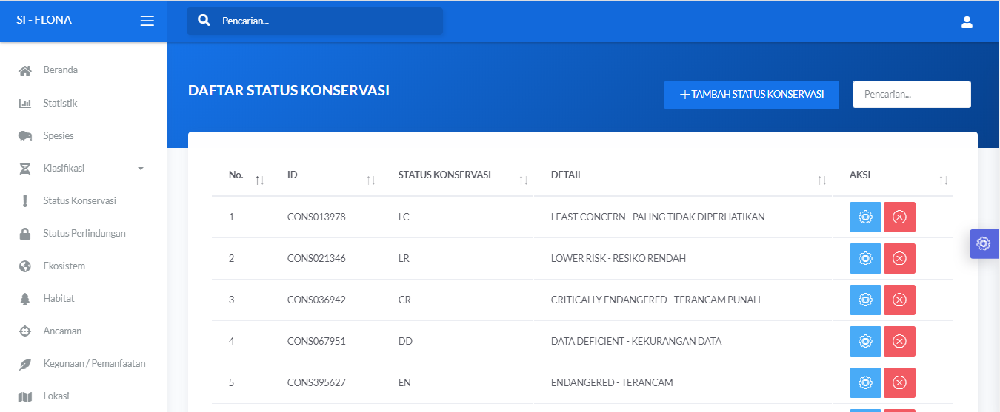 SI - FLONA
Pencarian...
Beranda
Statistik
Spesies
Klasifikasi
Status Konservasi
Status Perlindungan
Ekosistem
Habitat
Ancaman
Kegunaan / Pemanfaatan
Lokasi
DAFTAR STATUS KONSERVASI
TAMBAH STATUS KONSERVASI
Pencarian...
No. ID STATUS KONSERVASI DETAIL AKSI
1 CONS013978 LC LEAST CONCERN - PALING TIDAK DIPERHATIKAN
2 CONS021346 LR LOWER RISK - RESIKO RENDAH
3 CONS036942 CR CRITICALLY ENDANGERED - TERANCAM PUNAH
4 CONS067951 DD DATA DEFICIENT - KEKURANGAN DATA
5 CONS395627 EN ENDANGERED - TERANCAM